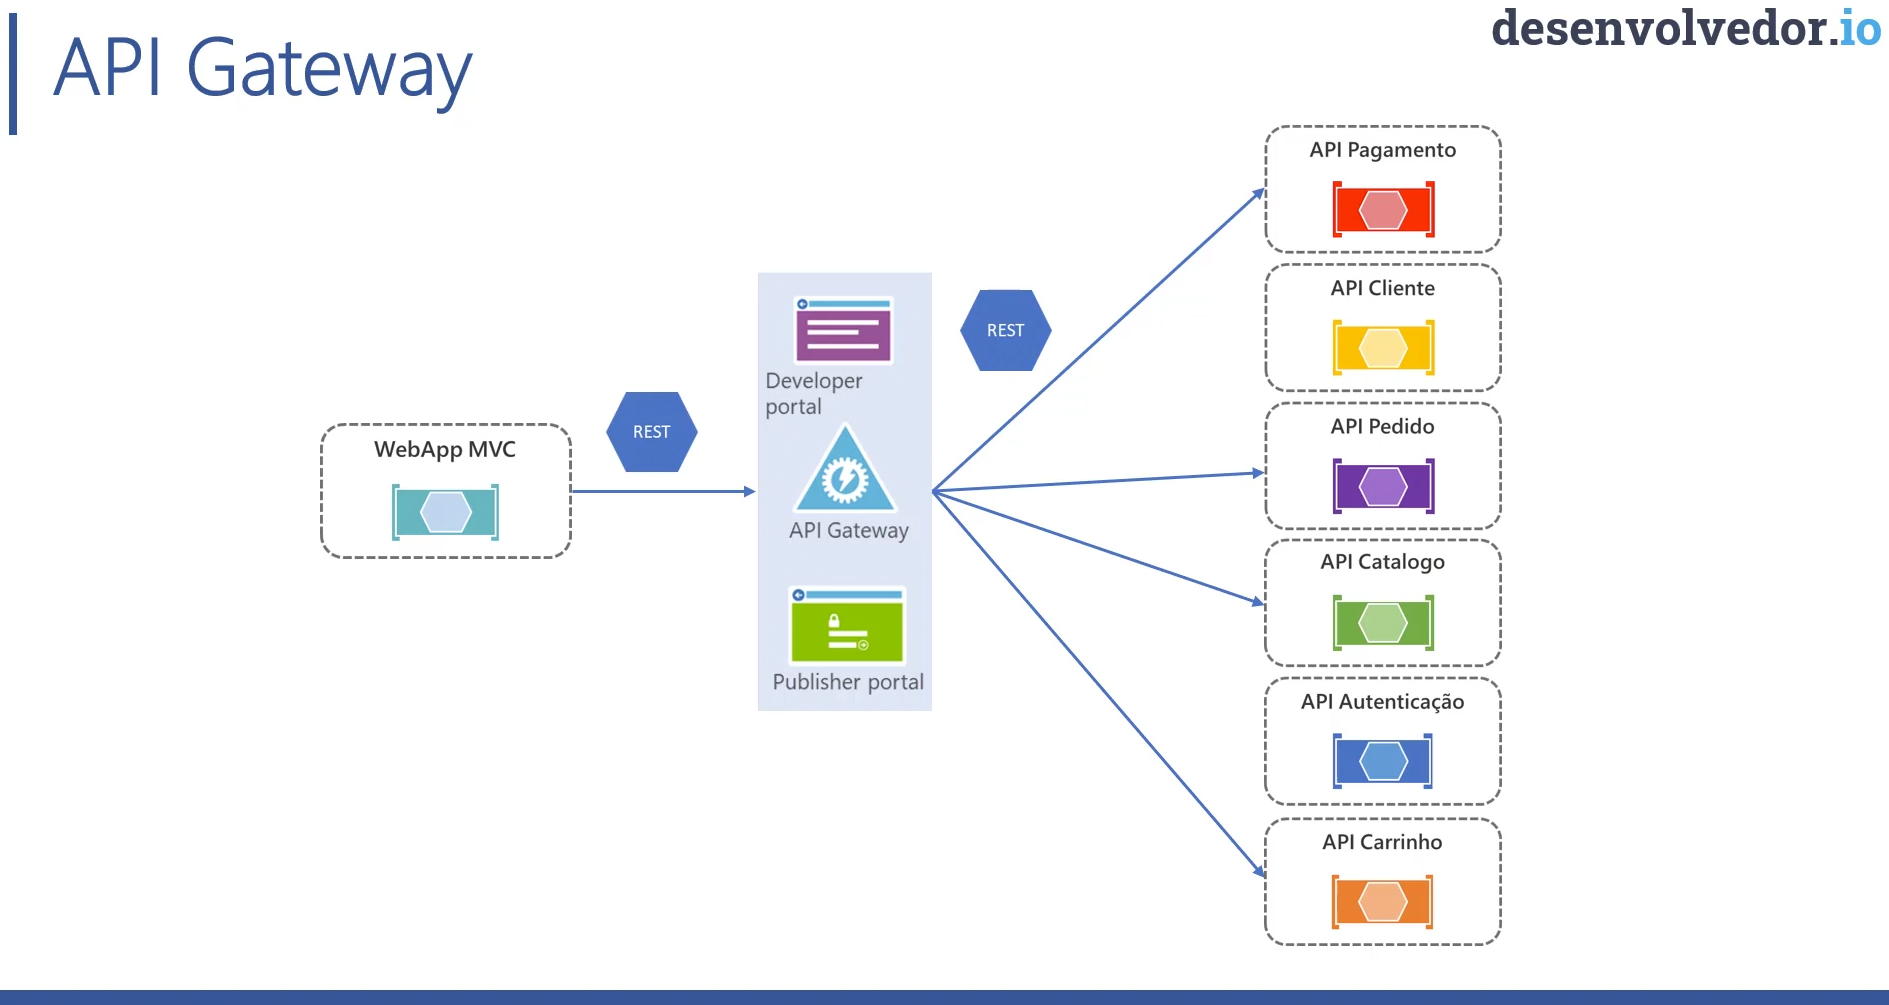 API Gateway
desenvolvedor.io
WebApp MVC
REST
Developer
portal
API Gateway
Publisher portal
REST
API Pagamento
API Cliente
API Pedido
API Catalogo
API Autenticação
API Carrinho